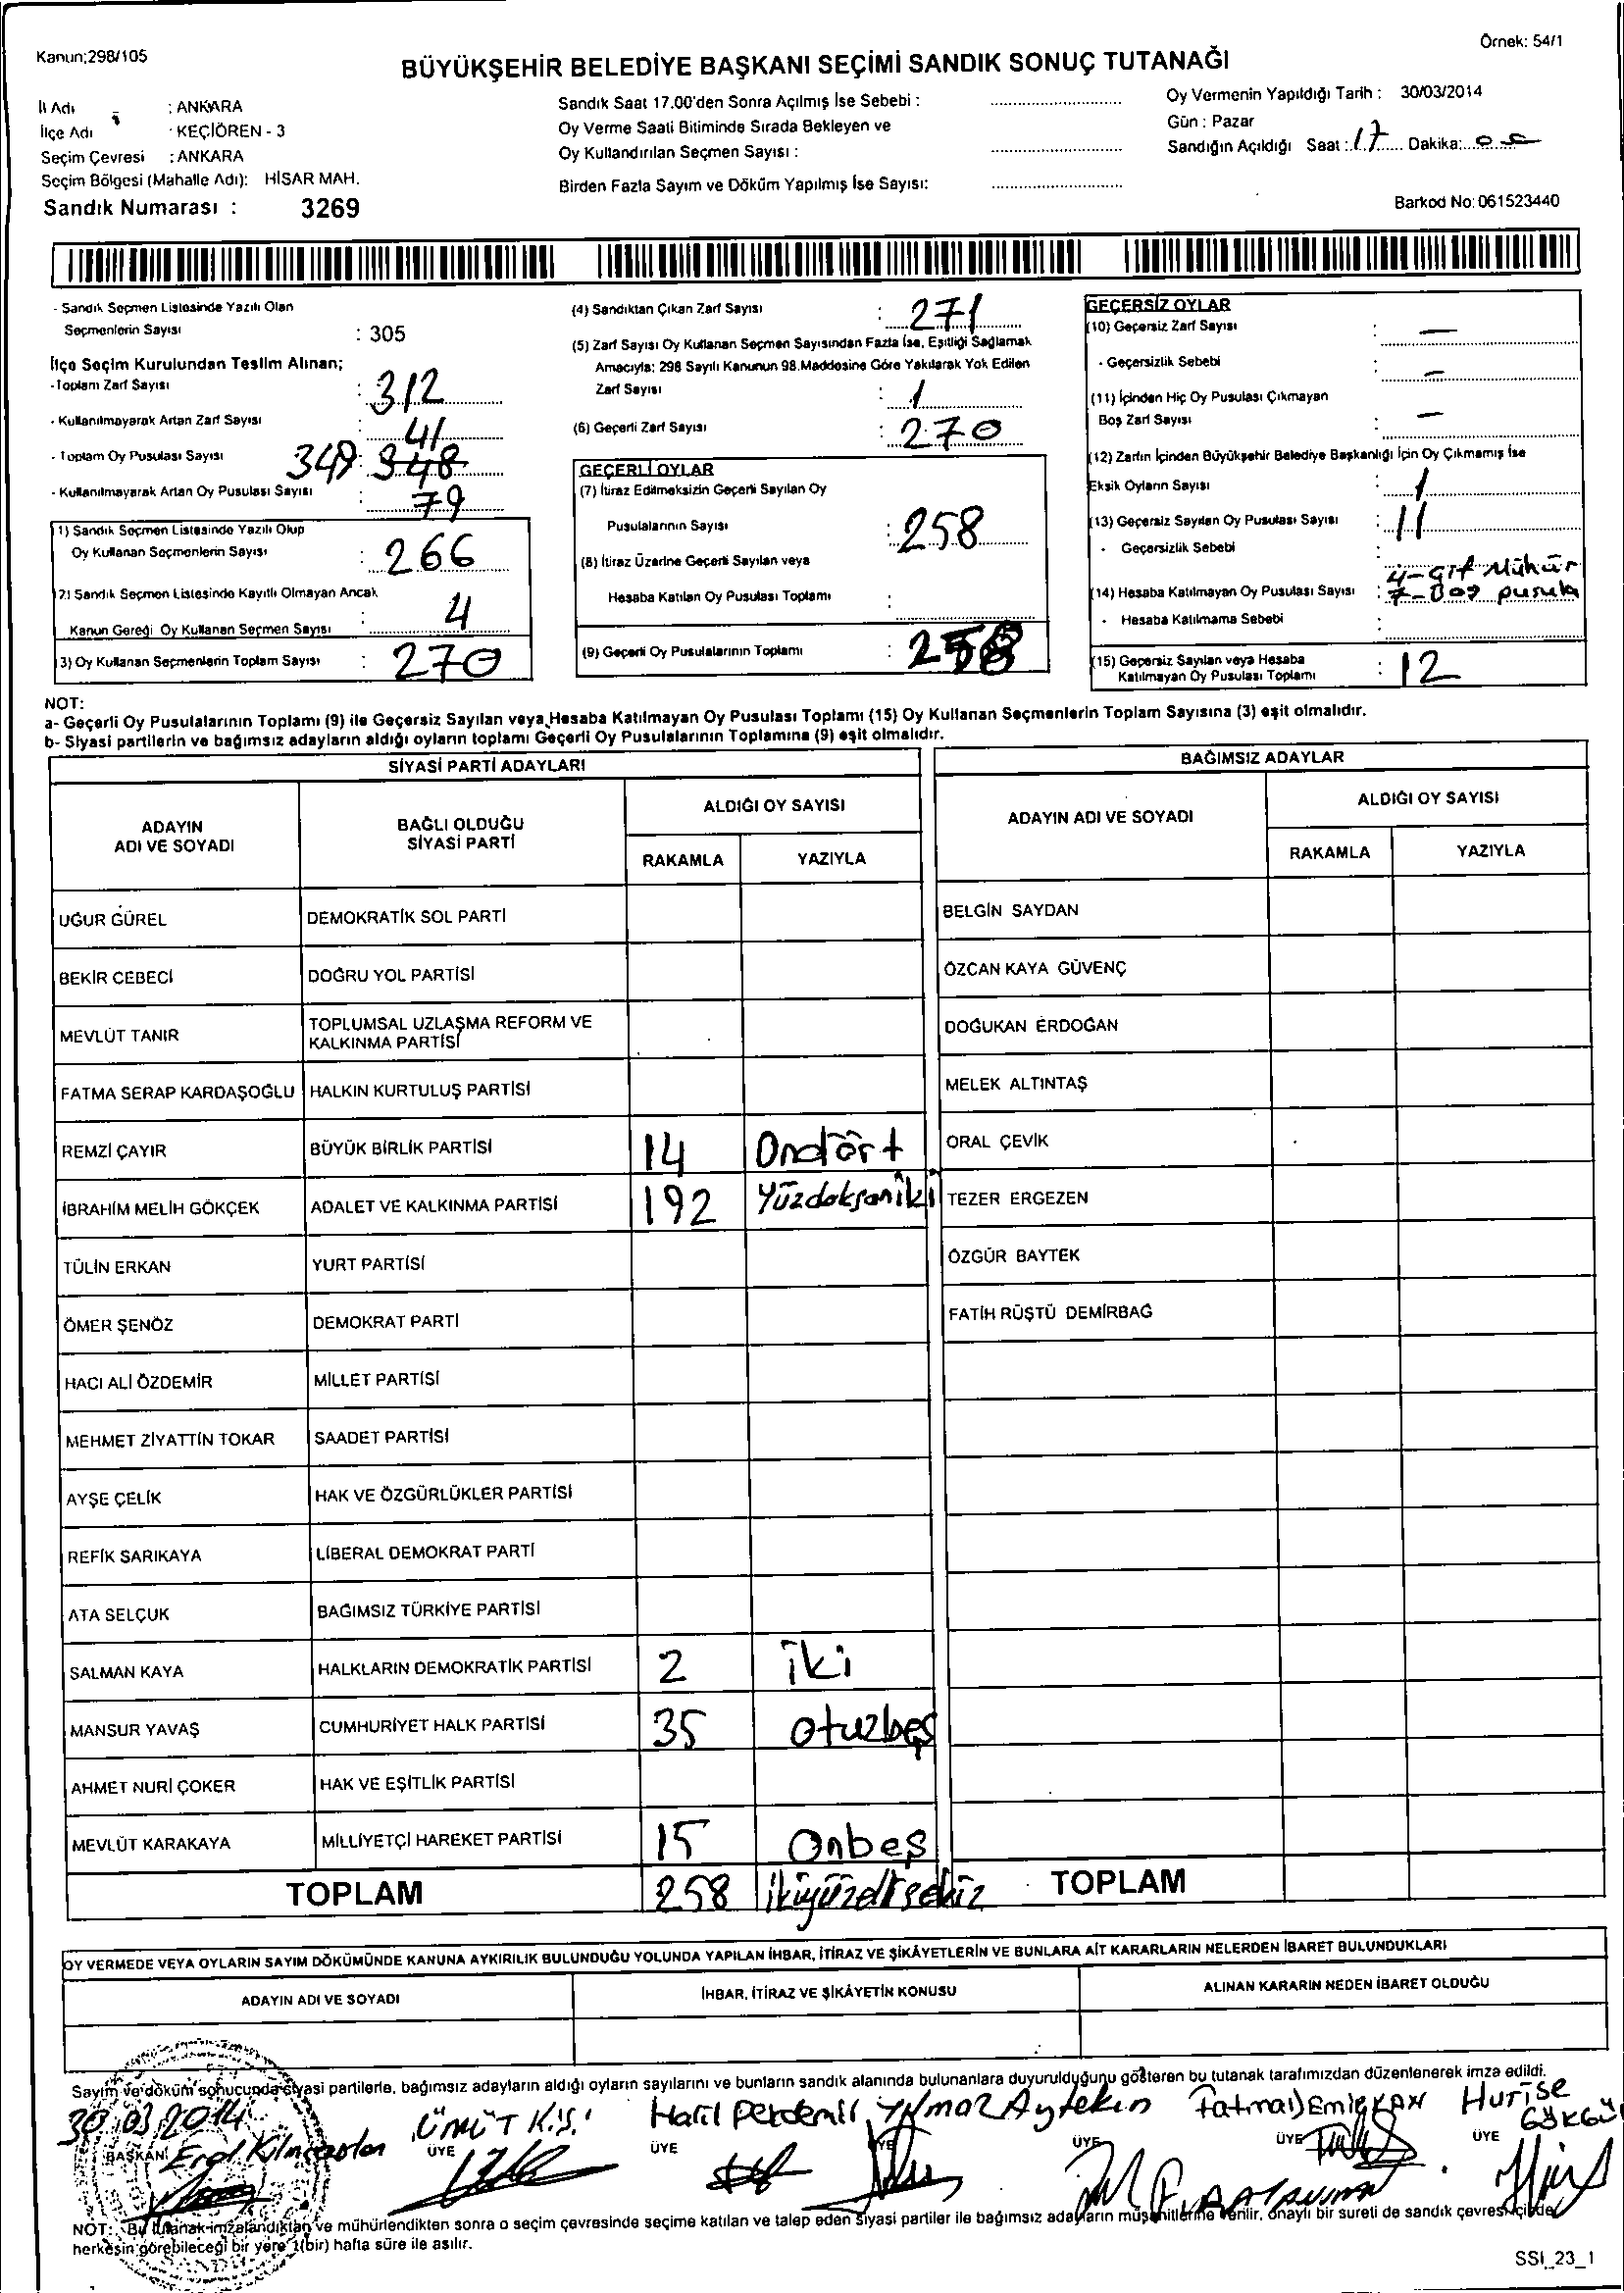 Kanun;298/105
Örnek: 54/1
BÜYÜKŞEHİR BELEDİYE BAŞKANI SEÇİMİ SANDIK SONUÇ TUTANAĞI
İl Adı : ANKARA
İlçe Adı : KEÇİÖREN - 3
Seçim Çevresi : ANKARA
Seçim Bölgesi (Mahalle Adı): HİSAR MAH.
Sandık Numarası : 3269
Sandık Saat 17.00'den Sonra Açılmış İse Sebebi :
Oy Verme Saati Bitiminde Sırada Bekleyen ve
Oy Kullandırılan Seçmen Sayısı :
Birden Fazla Sayım ve Döküm Yapılmış İse Sayısı:
Oy Vermenin Yapıldığı Tarih : 30/03/2014
Gün : Pazar
Sandığın Açıldığı Saat : 17 Dakika:
Barkod No: 061523440
- Sandık Seçmen Listesinde Yazılı Olan
Seçmenlerin Sayısı : 305
İlçe Seçim Kurulundan Teslim Alınan;
- Toplam Zarf Sayısı : 312
- Kullanılmayarak Artan Zarf Sayısı : 41
- Toplam Oy Pusulası Sayısı 349 : 348
- Kullanılmayarak Artan Oy Pusulası Sayısı 79
1) Sandık Seçmen Listesinde Yazılı Olup
Oy Kullanan Seçmenlerin Sayısı : 266
2) Sandık Seçmen Listesinde Kayıtlı Olmayan Ancak
Kanun Gereği Oy Kullanan Seçmen Sayısı : 4
3) Oy Kullanan Seçmenlerin Toplam Sayısı : 270
(4) Sandıktan Çıkan Zarf Sayısı : 271
(5) Zarf Sayısı Oy Kullanan Seçmen Sayısından Fazla İse, Eşitliği Sağlamak
Amacıyla; 298 Sayılı Kanunun 98.Maddesine Göre Yakılarak Yok Edilen
Zarf Sayısı : 1
(6) Geçerli Zarf Sayısı : 270
GEÇERLİ OYLAR
(7) İtiraz Edilmeksizin Geçerli Sayılan Oy
Pusulalarının Sayısı : 258
(8) İtiraz Üzerine Geçerli Sayılan veya
Hesaba Katılan Oy Pusulası Toplamı :
(9) Geçerli Oy Pusulalarının Toplamı : 258
GEÇERSİZ OYLAR
(10) Geçersiz Zarf Sayısı : —
- Geçersizlik Sebebi : —
(11) İçinden Hiç Oy Pusulası Çıkmayan
Boş Zarf Sayısı : —
(12) Zarfın İçinden Büyükşehir Belediye Başkanlığı İçin Oy Çıkmamış İse
Eksik Oyların Sayısı : 1
(13) Geçersiz Sayılan Oy Pusulası Sayısı : 11
- Geçersizlik Sebebi : 4- Çift Mühür
(14) Hesaba Katılmayan Oy Pusulası Sayısı : 7- Boş pusula
- Hesaba Katılmama Sebebi :
(15) Geçersiz Sayılan veya Hesaba
Katılmayan Oy Pusulası Toplamı : 12
NOT:
a- Geçerli Oy Pusulalarının Toplamı (9) ile Geçersiz Sayılan veya Hesaba Katılmayan Oy Pusulası Toplamı (15) Oy Kullanan Seçmenlerin Toplam Sayısına (3) eşit olmalıdır.
b- Siyasi partilerin ve bağımsız adayların aldığı oyların toplamı Geçerli Oy Pusulalarının Toplamına (9) eşit olmalıdır.
SİYASİ PARTİ ADAYLARI
ADAYIN ADI VE SOYADI
BAĞLI OLDUĞU SİYASİ PARTİ
ALDIĞI OY SAYISI
RAKAMLA YAZIYLA
UĞUR GÜREL DEMOKRATİK SOL PARTİ
BEKİR CEBECİ DOĞRU YOL PARTİSİ
MEVLÜT TANIR TOPLUMSAL UZLAŞMA REFORM VE
KALKINMA PARTİSİ
FATMA SERAP KARDAŞOĞLU HALKIN KURTULUŞ PARTİSİ
REMZİ ÇAYIR BÜYÜK BİRLİK PARTİSİ 14 Ondört
İBRAHİM MELİH GÖKÇEK ADALET VE KALKINMA PARTİSİ 192 Yüzdoksaniki
TÜLİN ERKAN YURT PARTİSİ
ÖMER ŞENÖZ DEMOKRAT PARTİ
HACI ALİ ÖZDEMİR MİLLET PARTİSİ
MEHMET ZİYATTİN TOKAR SAADET PARTİSİ
AYŞE ÇELİK HAK VE ÖZGÜRLÜKLER PARTİSİ
REFİK SARIKAYA LİBERAL DEMOKRAT PARTİ
ATA SELÇUK BAĞIMSIZ TÜRKİYE PARTİSİ
SALMAN KAYA HALKLARIN DEMOKRATİK PARTİSİ 2 iki
MANSUR YAVAŞ CUMHURİYET HALK PARTİSİ 35 otuzbeş
AHMET NURİ ÇOKER HAK VE EŞİTLİK PARTİSİ
MEVLÜT KARAKAYA MİLLİYETÇİ HAREKET PARTİSİ 15 Onbeş
TOPLAM 258
BAĞIMSIZ ADAYLAR
ADAYIN ADI VE SOYADI
ALDIĞI OY SAYISI
RAKAMLA YAZIYLA
BELGİN SAYDAN
ÖZCAN KAYA GÜVENÇ
DOĞUKAN ERDOĞAN
MELEK ALTINTAŞ
ORAL ÇEVİK
TEZER ERGEZEN
ÖZGÜR BAYTEK
FATİH RÜŞTÜ DEMİRBAĞ
TOPLAM
OY VERMEDE VEYA OYLARIN SAYIM DÖKÜMÜNDE KANUNA AYKIRILIK BULUNDUĞU YOLUNDA YAPILAN İHBAR, İTİRAZ VE ŞİKÂYETLERİN VE BUNLARA AİT KARARLARIN NELERDEN İBARET BULUNDUKLARI
ADAYIN ADI VE SOYADI İHBAR, İTİRAZ VE ŞİKÂYETİN KONUSU ALINAN KARARIN NEDEN İBARET OLDUĞU
Sayım ve döküm sonucunda siyasi partilerle, bağımsız adayların aldığı oyların sayılarını ve bunların sandık alanında bulunanlara duyurulduğunu gösteren bu tutanak tarafımızdan düzenlenerek imza edildi.
30.03.2014 ÜMİT Halil Yılmaz Aytekin Fatma Hurise
BAŞKAN ÜYE ÜYE ÜYE ÜYE ÜYE ÜYE
NOT: Bu tutanak imzalandıktan ve mühürlendikten sonra o seçim çevresinde seçime katılan ve talep eden siyasi partiler ile bağımsız adayların müşahitlerine verilir, onaylı bir sureti de sandık çevresi içinde
herkesin görebileceği bir yere 1(bir) hafta süre ile asılır.
SSI_23_1